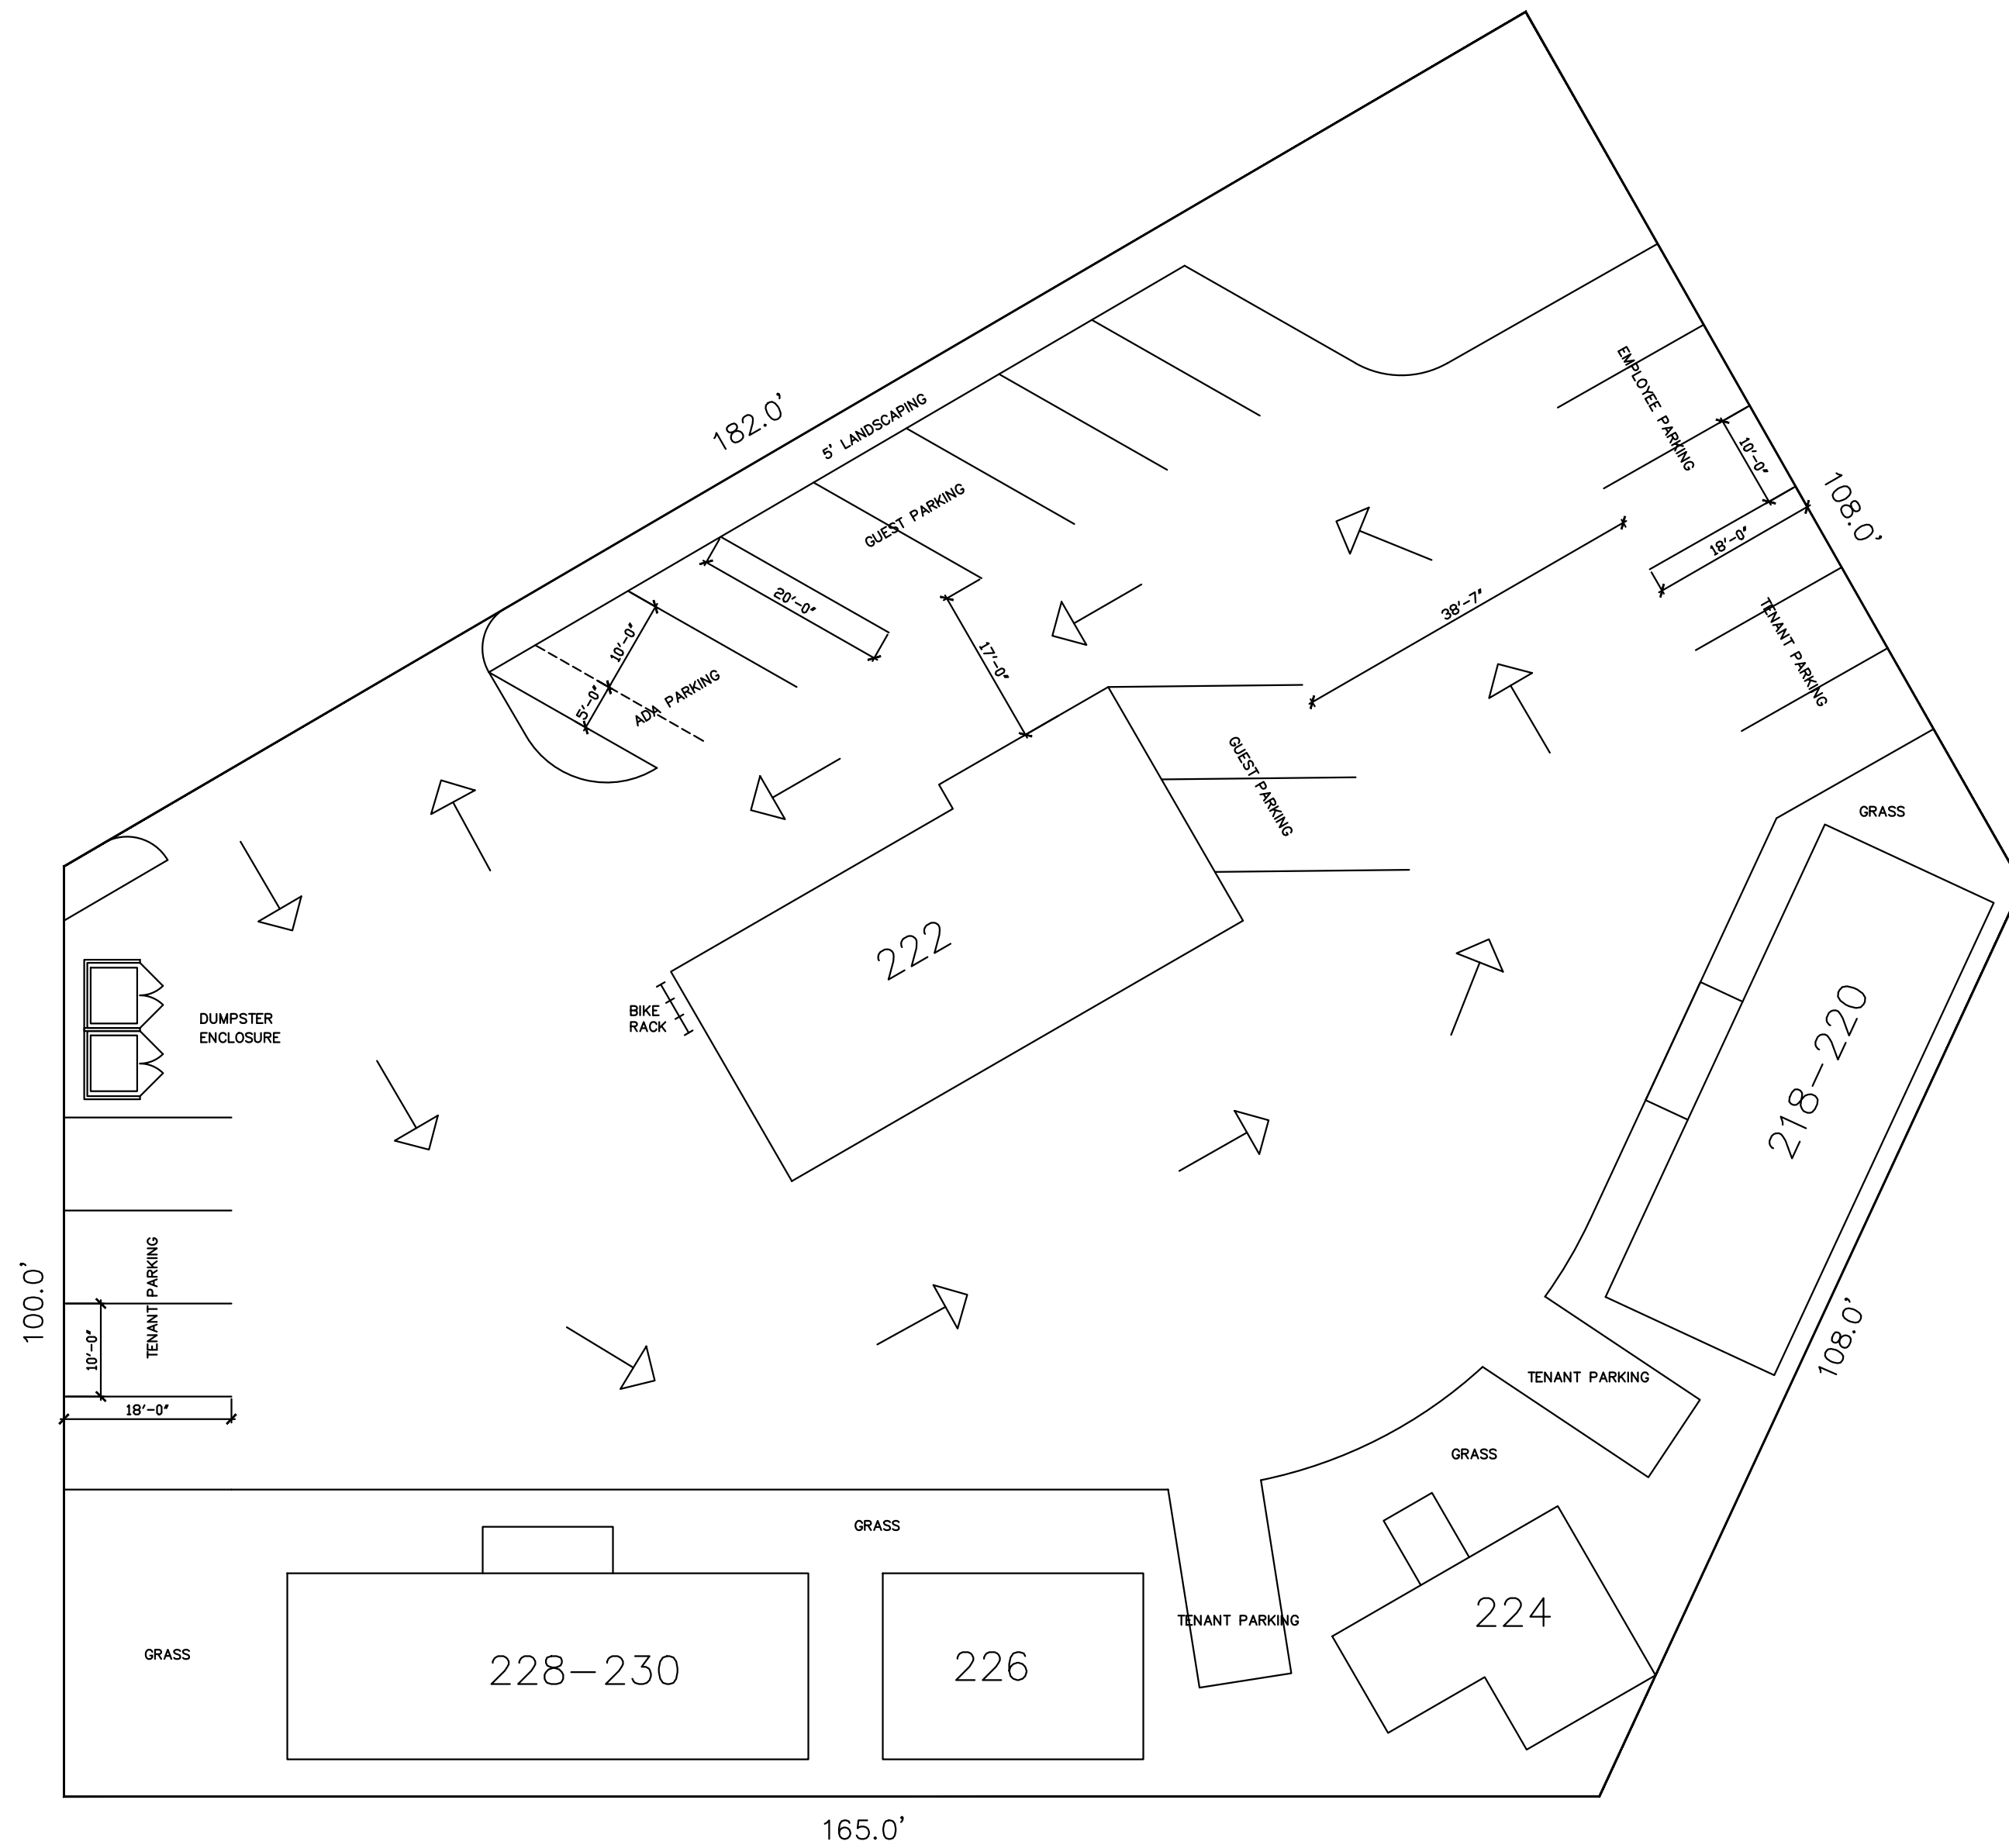 182.0'
5' LANDSCAPING
EMPLOYEE PARKING
10'-0"
108.0'
GUEST PARKING
18'-0"
20'-0"
38'-7"
10'-0"
17'-0"
TENANT PARKING
5'-0"
ADA PARKING
GUEST PARKING
GRASS
222
BIKE
RACK
DUMPSTER
ENCLOSURE
218-220
100.0'
TENANT PARKING
10'-0"
108.0'
TENANT PARKING
18'-0"
GRASS
GRASS
224
TENANT PARKING
GRASS
228-230
226
165.0'